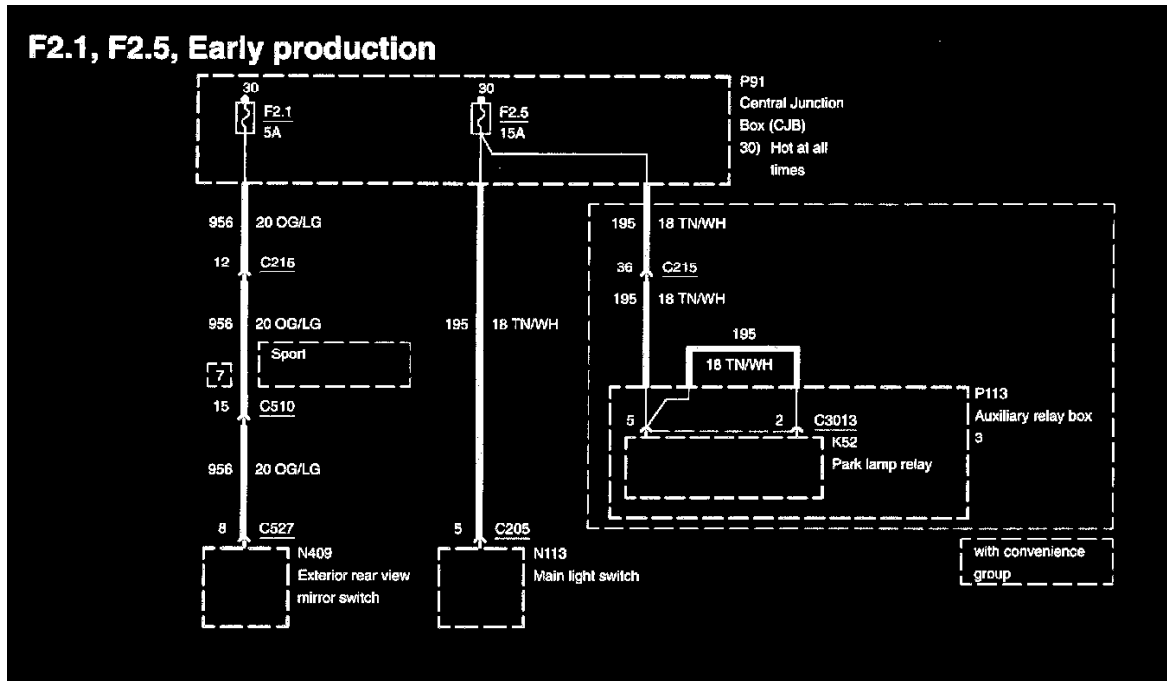 F2.1, F2.5, Early production
P91
Central Junction
Box (CJB)
30) Hot at all
times
30
F2.1
5A
30
F2.5
15A
956 20 OG/LG
195 18 TN/WH
12 C216
36 C215
195 18 TN/WH
956 20 OG/LG
195 18 TN/WH
195
18 TN/WH
Sport
7
15 C510
P113
Auxiliary relay box
3
5
2 C3013
K52
Park lamp relay
956 20 OG/LG
8 C527
5 C205
N409
Exterior rear view
mirror switch
N113
Main light switch
with convenience
group